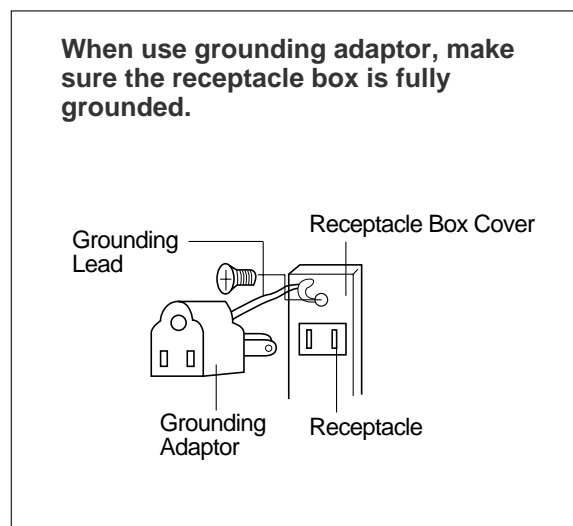 When use grounding adaptor, make
sure the receptacle box is fully
grounded.
Receptacle Box Cover
Grounding
Lead
Grounding
Adaptor
Receptacle